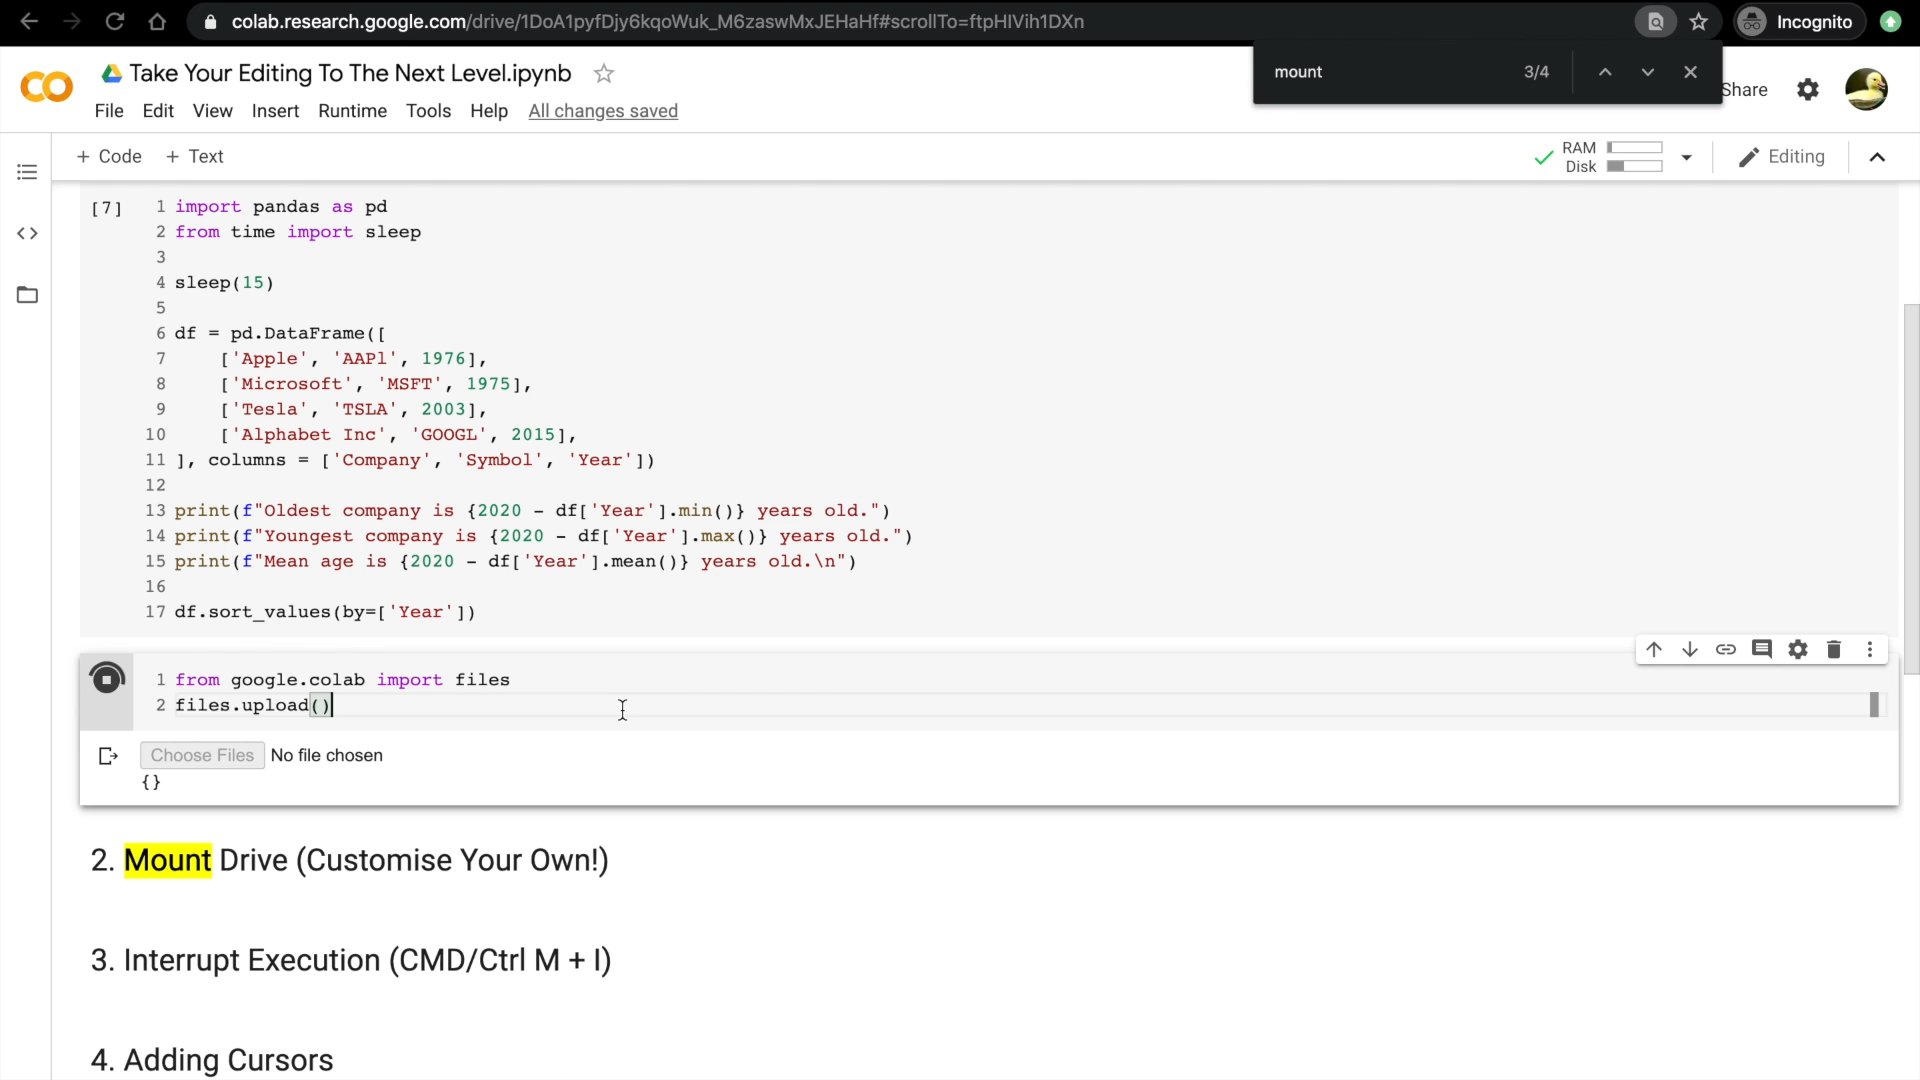 colab.research.google.com/drive/1DoA1pyfDjy6kqoWuk_M6zaswMxJEHaHf#scrollTo=ftpHIVih1DXn
Incognito
Take Your Editing To The Next Level.ipynb
mount 3/4
Share
File Edit View Insert Runtime Tools Help All changes saved
+ Code + Text
RAM
Disk
Editing
[7]
1 import pandas as pd
2 from time import sleep
3
4 sleep(15)
5
6 df = pd.DataFrame([
7 ['Apple', 'AAPl', 1976],
8 ['Microsoft', 'MSFT', 1975],
9 ['Tesla', 'TSLA', 2003],
10 ['Alphabet Inc', 'GOOGL', 2015],
11 ], columns = ['Company', 'Symbol', 'Year'])
12
13 print(f"Oldest company is {2020 - df['Year'].min()} years old.")
14 print(f"Youngest company is {2020 - df['Year'].max()} years old.")
15 print(f"Mean age is {2020 - df['Year'].mean()} years old.\n")
16
17 df.sort_values(by=['Year'])
1 from google.colab import files
2 files.upload()
Choose Files No file chosen
{}
2. Mount Drive (Customise Your Own!)
3. Interrupt Execution (CMD/Ctrl M + I)
4. Adding Cursors